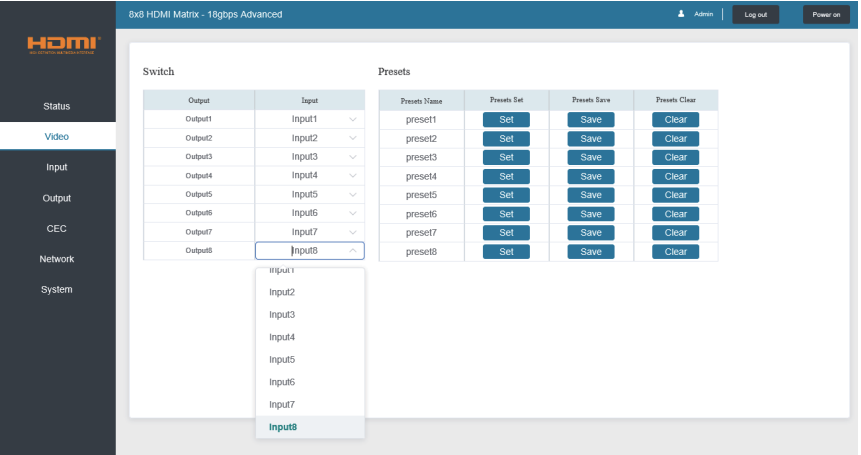 8x8 HDMI Matrix - 18gbps Advanced
Admin
Log out
Power on
HDMI
Status
Video
Input
Output
CEC
Network
System
Switch
Output Input
Output1 Input1
Output2 Input2
Output3 Input3
Output4 Input4
Output5 Input5
Output6 Input6
Output7 Input7
Output8 Input8
Input1
Input2
Input3
Input4
Input5
Input6
Input7
Input8
Presets
Presets Name Presets Set Presets Save Presets Clear
preset1 Set Save Clear
preset2 Set Save Clear
preset3 Set Save Clear
preset4 Set Save Clear
preset5 Set Save Clear
preset6 Set Save Clear
preset7 Set Save Clear
preset8 Set Save Clear